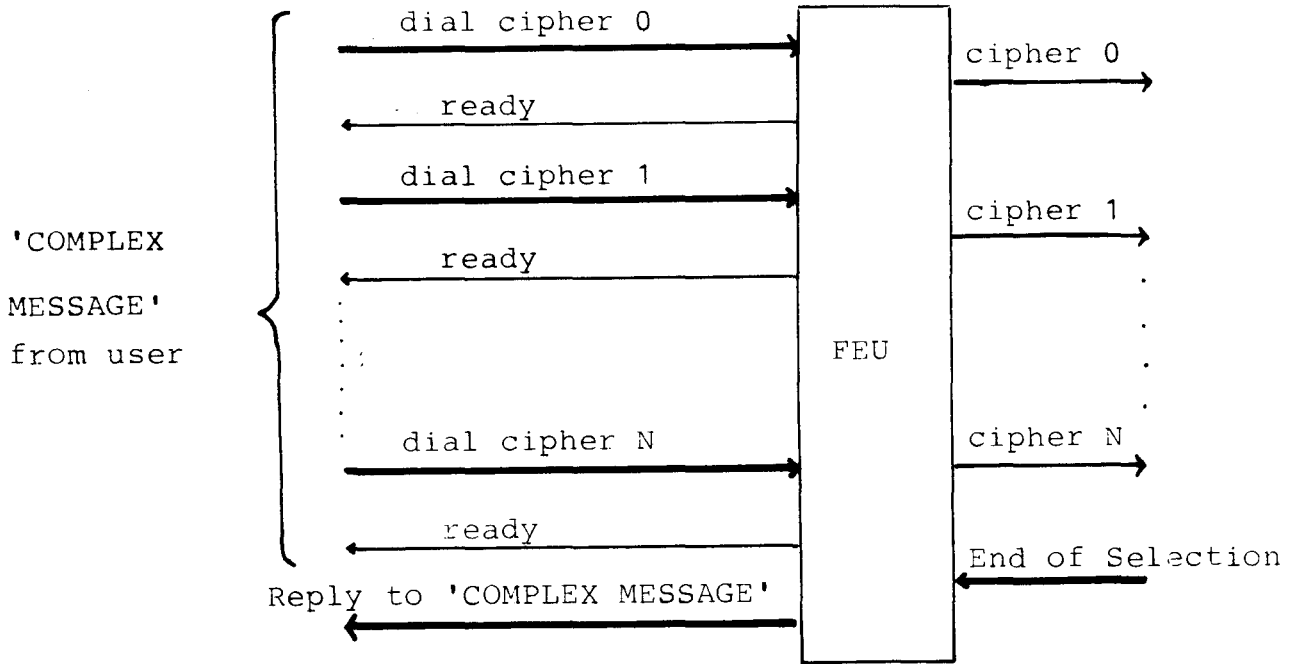 dial cipher 0
cipher 0
ready
dial cipher 1
cipher 1
ready
'COMPLEX
MESSAGE'
from user
FEU
dial cipher N
cipher N
ready
End of Selection
Reply to 'COMPLEX MESSAGE'